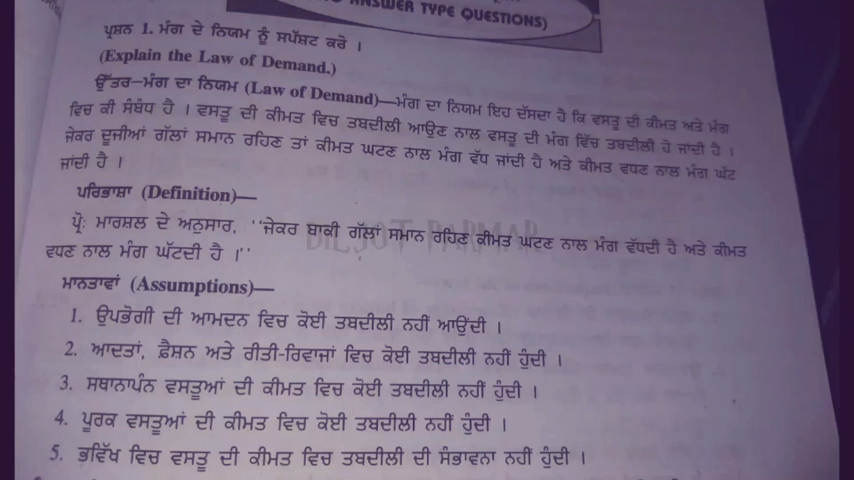 ANSWER TYPE QUESTIONS)
ਪ੍ਰਸ਼ਨ 1. ਮੰਗ ਦੇ ਨਿਯਮ ਨੂੰ ਸਪੱਸ਼ਟ ਕਰੋ ।
(Explain the Law of Demand.)
ਉੱਤਰ—ਮੰਗ ਦਾ ਨਿਯਮ (Law of Demand)—ਮੰਗ ਦਾ ਨਿਯਮ ਇਹ ਦੱਸਦਾ ਹੈ ਕਿ ਵਸਤੂ ਦੀ ਕੀਮਤ ਅਤੇ ਮੰਗ
ਵਿਚ ਕੀ ਸੰਬੰਧ ਹੈ । ਵਸਤੂ ਦੀ ਕੀਮਤ ਵਿਚ ਤਬਦੀਲੀ ਆਉਣ ਨਾਲ ਵਸਤੂ ਦੀ ਮੰਗ ਵਿੱਚ ਤਬਦੀਲੀ ਹੋ ਜਾਂਦੀ ਹੈ ।
ਜੇਕਰ ਦੂਜੀਆਂ ਗੱਲਾਂ ਸਮਾਨ ਰਹਿਣ ਤਾਂ ਕੀਮਤ ਘਟਣ ਨਾਲ ਮੰਗ ਵੱਧ ਜਾਂਦੀ ਹੈ ਅਤੇ ਕੀਮਤ ਵਧਣ ਨਾਲ ਮੰਗ ਘੱਟ
ਜਾਂਦੀ ਹੈ ।
ਪਰਿਭਾਸ਼ਾ (Definition)—
ਪ੍ਰੋ: ਮਾਰਸ਼ਲ ਦੇ ਅਨੁਸਾਰ, ''ਜੇਕਰ ਬਾਕੀ ਗੱਲਾਂ ਸਮਾਨ ਰਹਿਣ ਕੀਮਤ ਘਟਣ ਨਾਲ ਮੰਗ ਵੱਧਦੀ ਹੈ ਅਤੇ ਕੀਮਤ
ਵਧਣ ਨਾਲ ਮੰਗ ਘੱਟਦੀ ਹੈ ।''
DILJOT PARMAR
ਮਾਨਤਾਵਾਂ (Assumptions)—
1. ਉਪਭੋਗੀ ਦੀ ਆਮਦਨ ਵਿਚ ਕੋਈ ਤਬਦੀਲੀ ਨਹੀਂ ਆਉਂਦੀ ।
2. ਆਦਤਾਂ, ਫ਼ੈਸ਼ਨ ਅਤੇ ਰੀਤੀ-ਰਿਵਾਜਾਂ ਵਿਚ ਕੋਈ ਤਬਦੀਲੀ ਨਹੀਂ ਹੁੰਦੀ ।
3. ਸਥਾਨਾਪੰਨ ਵਸਤੂਆਂ ਦੀ ਕੀਮਤ ਵਿਚ ਕੋਈ ਤਬਦੀਲੀ ਨਹੀਂ ਹੁੰਦੀ ।
4. ਪੂਰਕ ਵਸਤੂਆਂ ਦੀ ਕੀਮਤ ਵਿਚ ਕੋਈ ਤਬਦੀਲੀ ਨਹੀਂ ਹੁੰਦੀ ।
5. ਭਵਿੱਖ ਵਿਚ ਵਸਤੂ ਦੀ ਕੀਮਤ ਵਿਚ ਤਬਦੀਲੀ ਦੀ ਸੰਭਾਵਨਾ ਨਹੀਂ ਹੁੰਦੀ ।